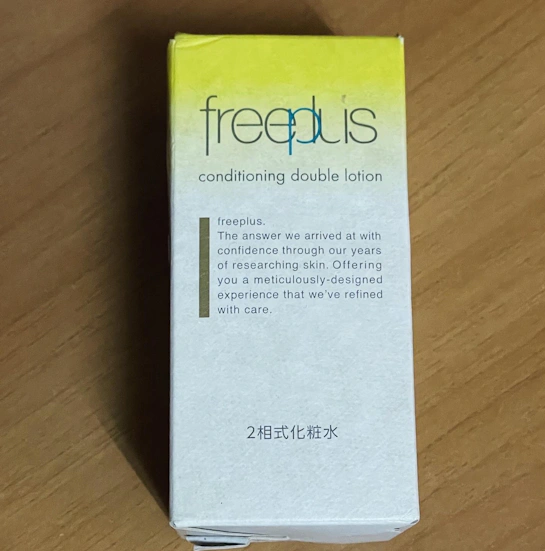 freeplus
conditioning double lotion
freeplus.
The answer we arrived at with
confidence through our years
of researching skin. Offering
you a meticulously-designed
experience that we've refined
with care.
2相式化粧水